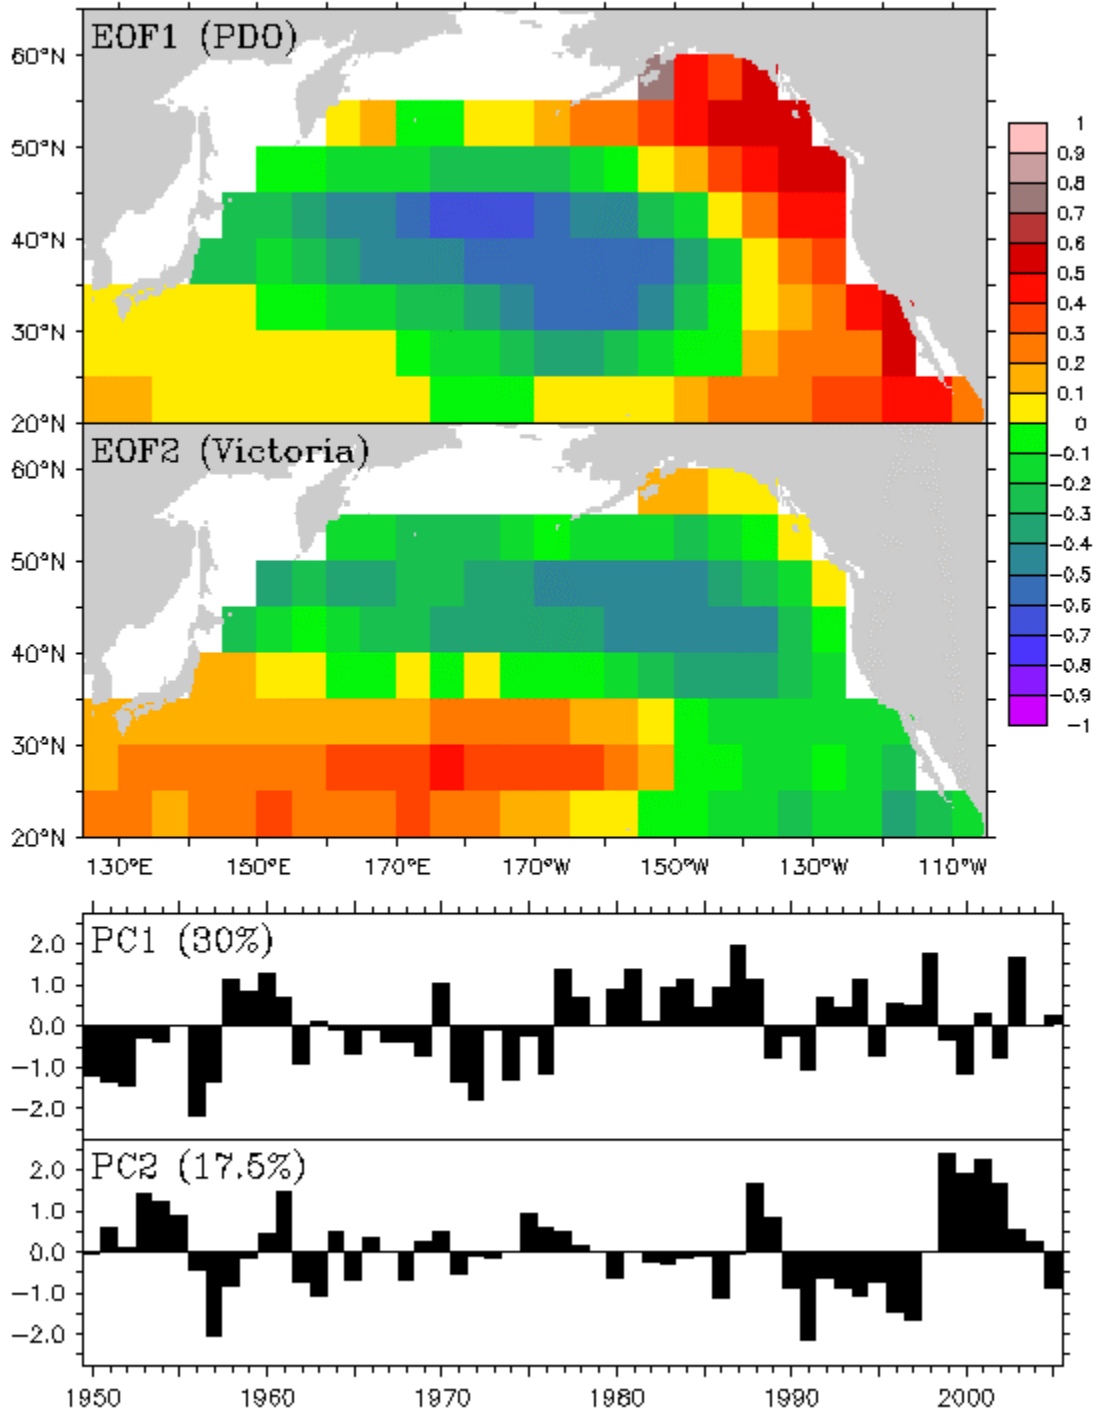 EOF1 (PDO)
60°N
50°N
40°N
30°N
20°N
EOF2 (Victoria)
60°N
50°N
40°N
30°N
20°N
130°E 150°E 170°E 170°W 150°W 130°W 110°W
1
0.9
0.8
0.7
0.6
0.5
0.4
0.3
0.2
0.1
0
-0.1
-0.2
-0.3
-0.4
-0.5
-0.6
-0.7
-0.8
-0.9
-1
PC1 (30%)
2.0
1.0
0.0
-1.0
-2.0
PC2 (17.5%)
2.0
1.0
0.0
-1.0
-2.0
1950 1960 1970 1980 1990 2000